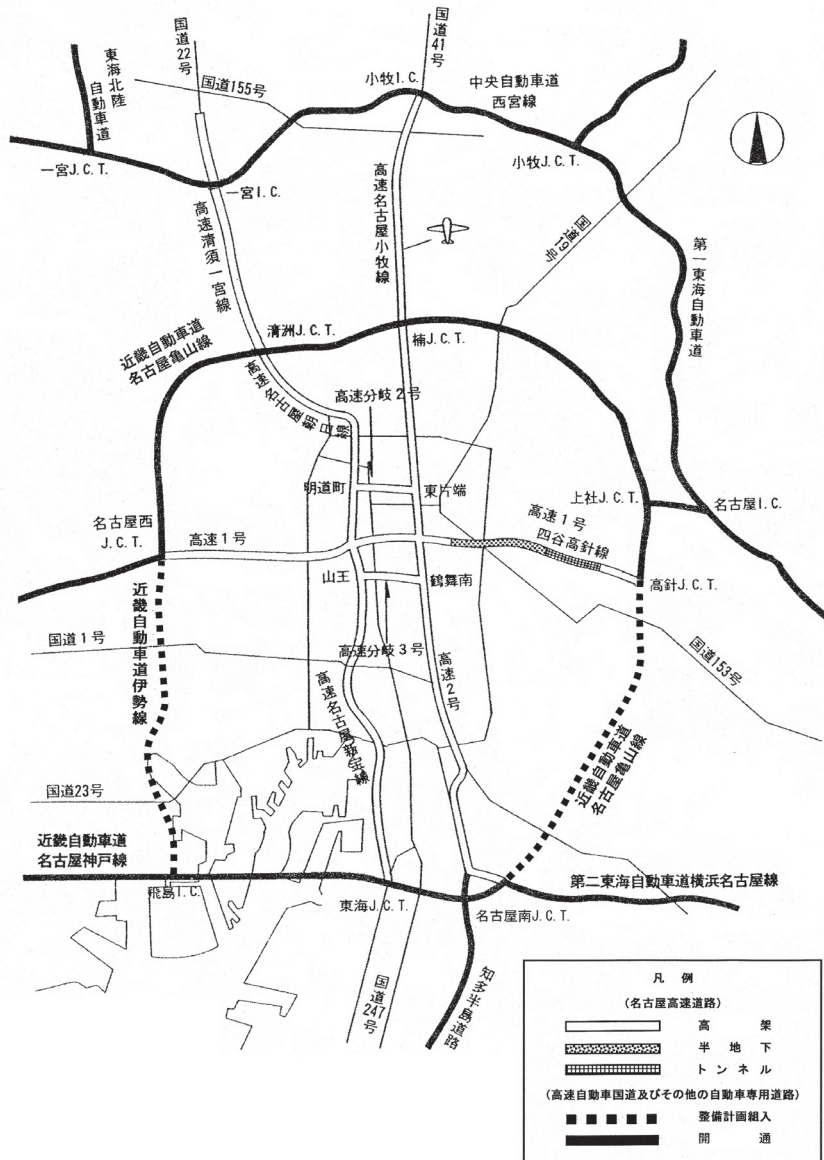 国道22号
国道41号
東海北陸
自動車道
国道155号
小牧I.C.
中央自動車道
西宮線
一宮J.C.T.
一宮I.C.
小牧J.C.T.
高速名古屋小牧線
国道19号
高速清須一宮線
第一東海自動車道
清洲J.C.T.
楠J.C.T.
近畿自動車道
名古屋亀山線
高速名古屋朝日線
高速分岐2号
明道町
東片端
上社J.C.T.
名古屋I.C.
名古屋西
J.C.T.
高速1号
高速1号
四谷高針線
山王
鶴舞南
高針J.C.T.
近畿自動車道伊勢線
国道1号
高速分岐3号
高速2号
国道153号
高速名古屋新宝線
近畿自動車道
名古屋亀山線
国道23号
近畿自動車道
名古屋神戸線
飛島I.C.
東海J.C.T.
名古屋南J.C.T.
第二東海自動車道横浜名古屋線
国道247号
知多半島道路
凡 例
(名古屋高速道路)
高 架
半 地 下
トンネル
(高速自動車国道及びその他の自動車専用道路)
整備計画組入
開 通